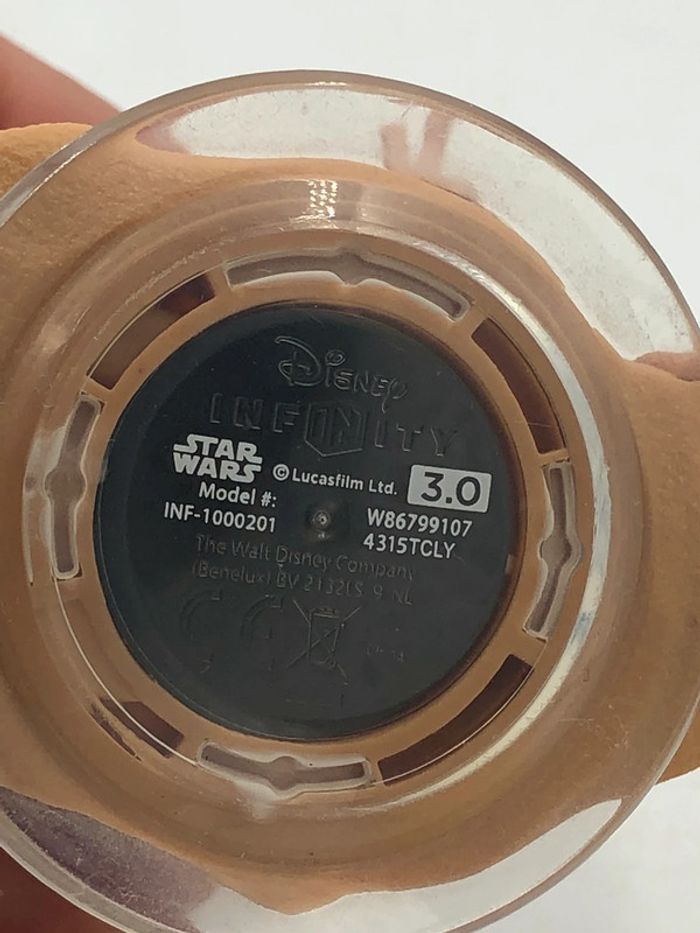 Disney
INFINITY
STAR
WARS
© Lucasfilm Ltd.
3.0
Model #:
INF-1000201
W86799107
4315TCLY
The Walt Disney Company
(Benelux) BV 2132LS 9 NL